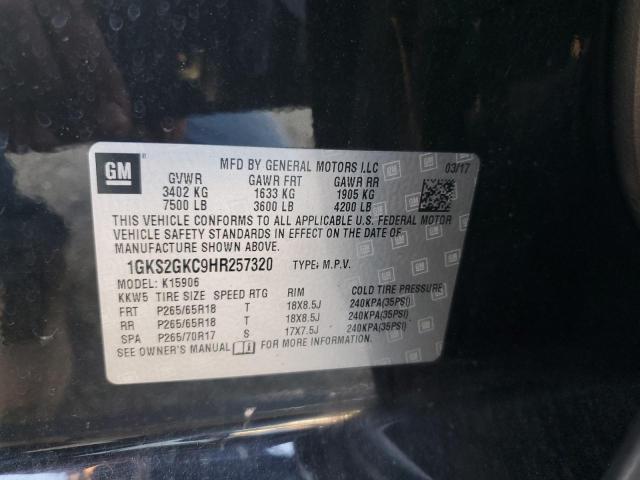 GM
MFD BY GENERAL MOTORS LLC 03/17
GVWR GAWR FRT GAWR RR
3402 KG 1633 KG 1905 KG
7500 LB 3600 LB 4200 LB
THIS VEHICLE CONFORMS TO ALL APPLICABLE U.S. FEDERAL MOTOR
VEHICLE SAFETY STANDARDS IN EFFECT ON THE DATE OF
MANUFACTURE SHOWN ABOVE.
1GKS2GKC9HR257320 TYPE: M.P.V.
MODEL: K15906
KKW5 TIRE SIZE SPEED RTG RIM COLD TIRE PRESSURE
FRT P265/65R18 T 18X8.5J 240KPA(35PSI)
RR P265/65R18 T 18X8.5J 240KPA(35PSI)
SPA P265/70R17 S 17X7.5J 240KPA(35PSI)
SEE OWNER'S MANUAL FOR MORE INFORMATION.